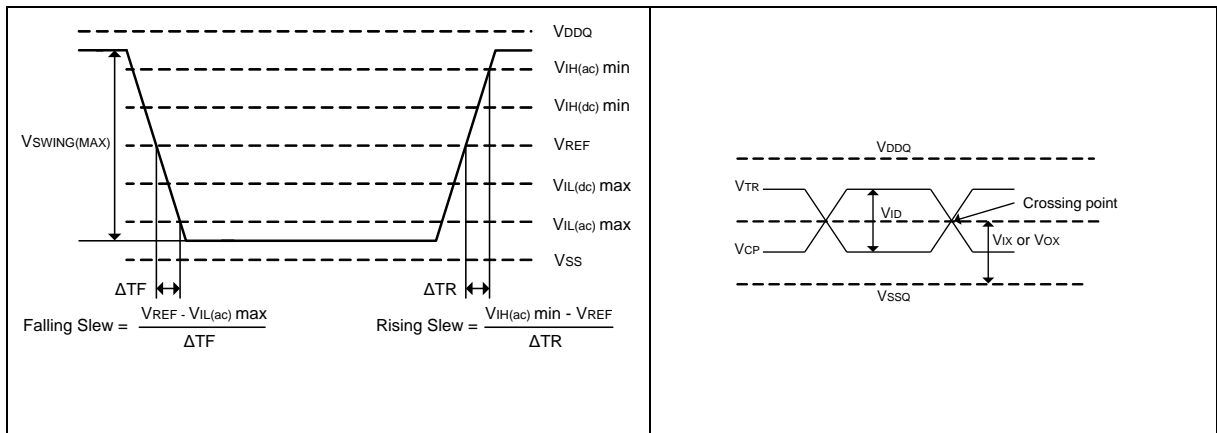 VDDQ
VIH(ac) min
VIH(dc) min
VSWING(MAX)
VREF
VIL(dc) max
VIL(ac) max
VSS
ΔTF
ΔTR
Falling Slew = VREF - VIL(ac) max
ΔTF
Rising Slew = VIH(ac) min - VREF
ΔTR
VDDQ
VTR
Crossing point
VID
VIX or VOX
VCP
VSSQ